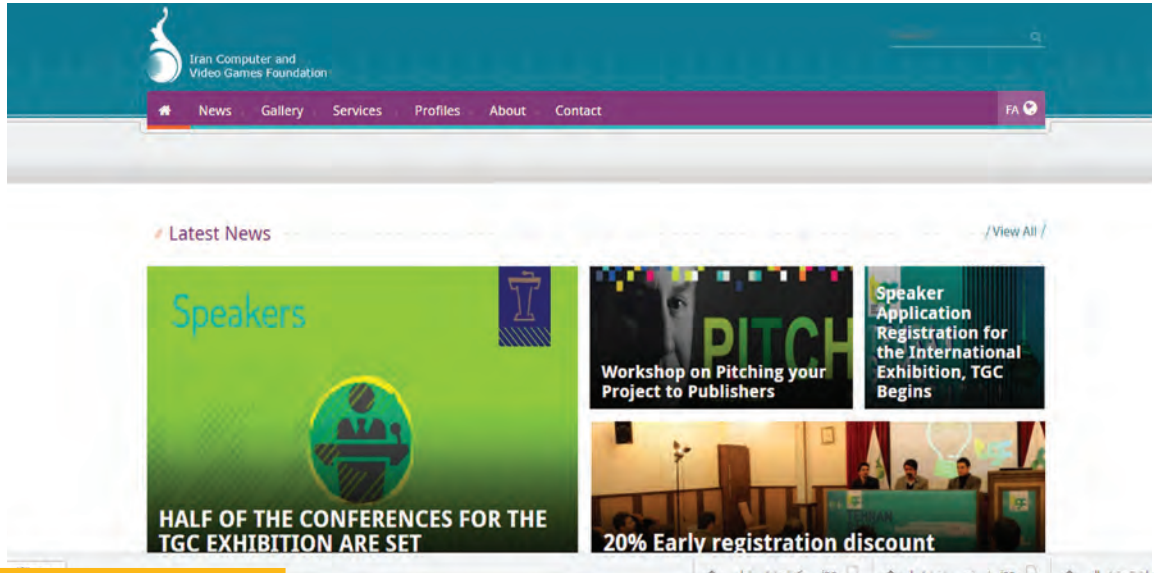 Iran Computer and
Video Games Foundation
News Gallery Services Profiles About Contact FA
Latest News
/ View All /
Speakers
HALF OF THE CONFERENCES FOR THE
TGC EXHIBITION ARE SET
PITCH
Workshop on Pitching your
Project to Publishers
Speaker
Application
Registration for
the International
Exhibition, TGC
Begins
TEHRAN
20% Early registration discount